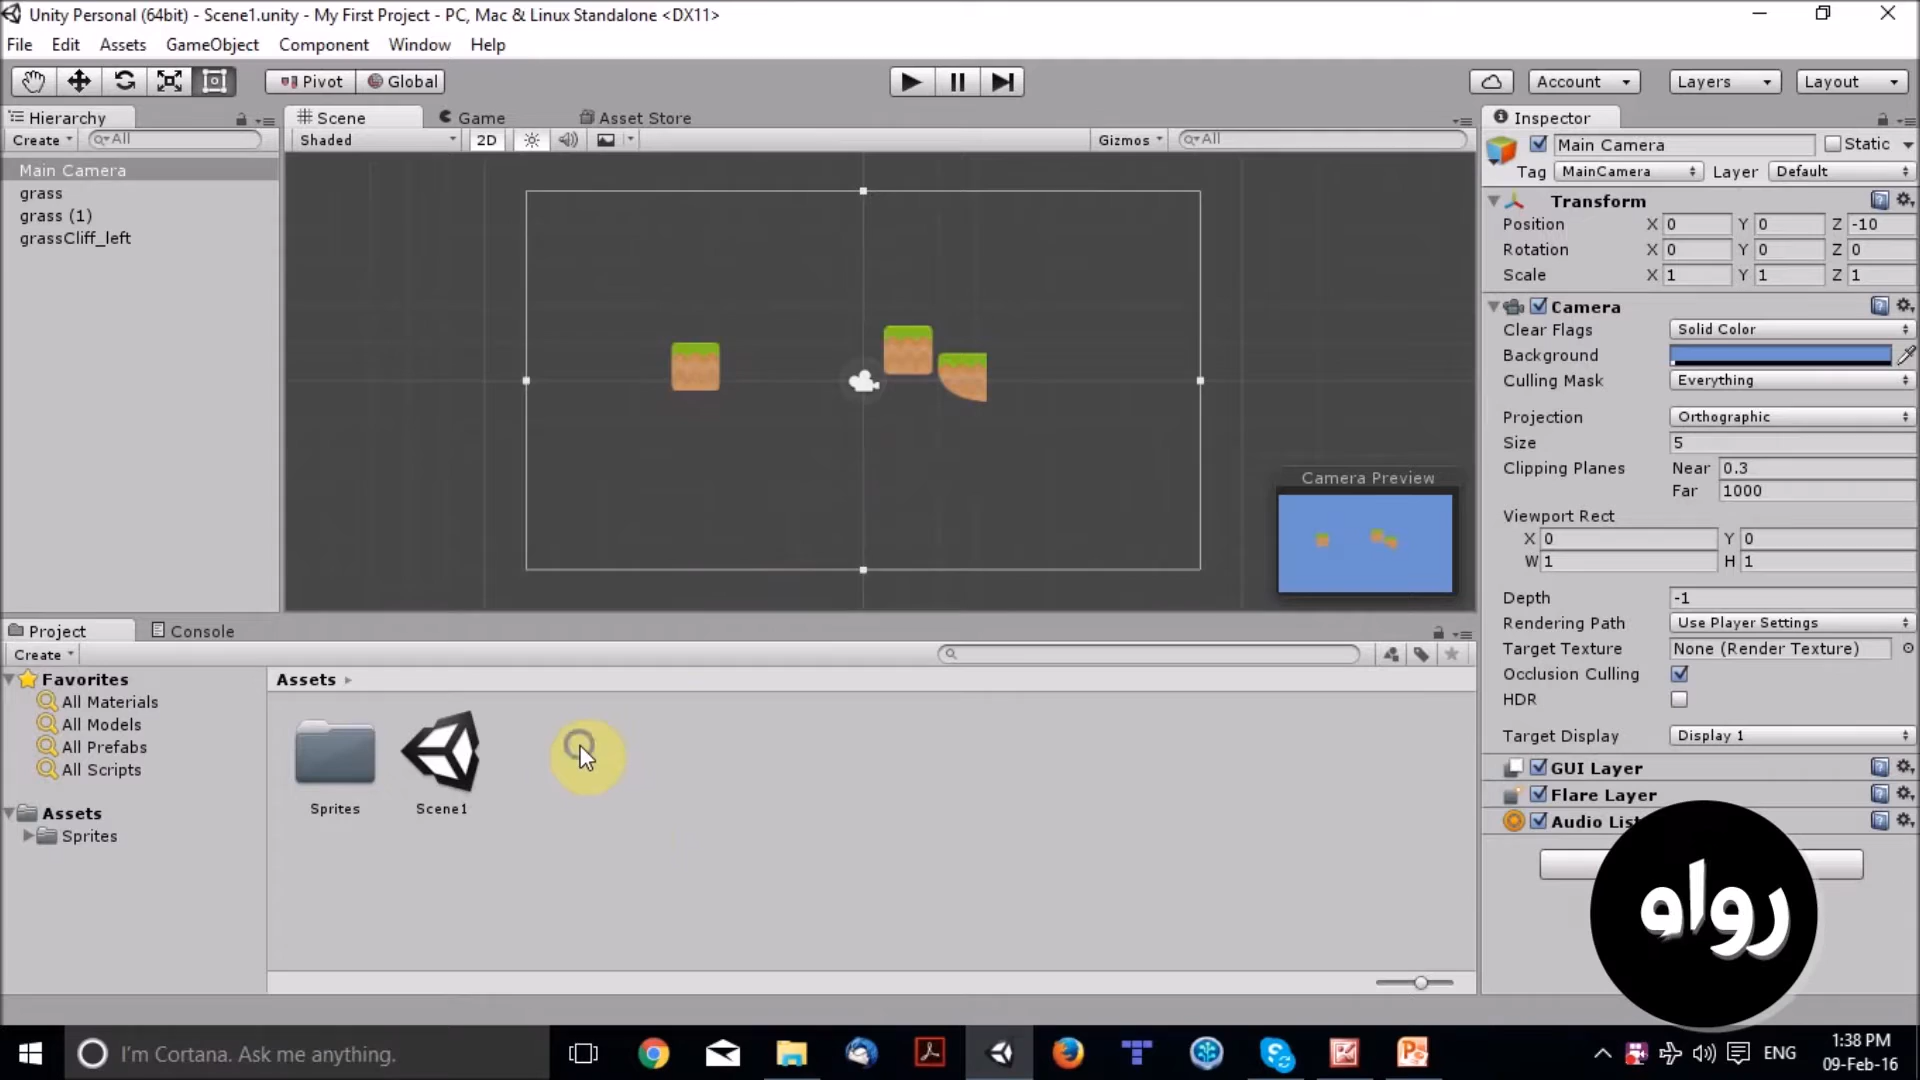 Unity Personal (64bit) - Scene1.unity - My First Project - PC, Mac & Linux Standalone <DX11>
File Edit Assets GameObject Component Window Help
Pivot Global
Account Layers Layout
Hierarchy
Create All
Main Camera
grass
grass (1)
grassCliff_left
Scene Game Asset Store
Shaded 2D Gizmos All
Camera Preview
Inspector
Main Camera Static
Tag MainCamera Layer Default
Transform
Position X 0 Y 0 Z -10
Rotation X 0 Y 0 Z 0
Scale X 1 Y 1 Z 1
Camera
Clear Flags Solid Color
Background
Culling Mask Everything
Projection Orthographic
Size 5
Clipping Planes Near 0.3
Far 1000
Viewport Rect
X 0 Y 0
W 1 H 1
Depth -1
Rendering Path Use Player Settings
Target Texture None (Render Texture)
Occlusion Culling
HDR
Target Display Display 1
GUI Layer
Flare Layer
Audio Lis
رواق
Project Console
Create
Favorites
All Materials
All Models
All Prefabs
All Scripts
Assets
Sprites
Assets
Sprites Scene1
I'm Cortana. Ask me anything.
ENG
1:38 PM
09-Feb-16